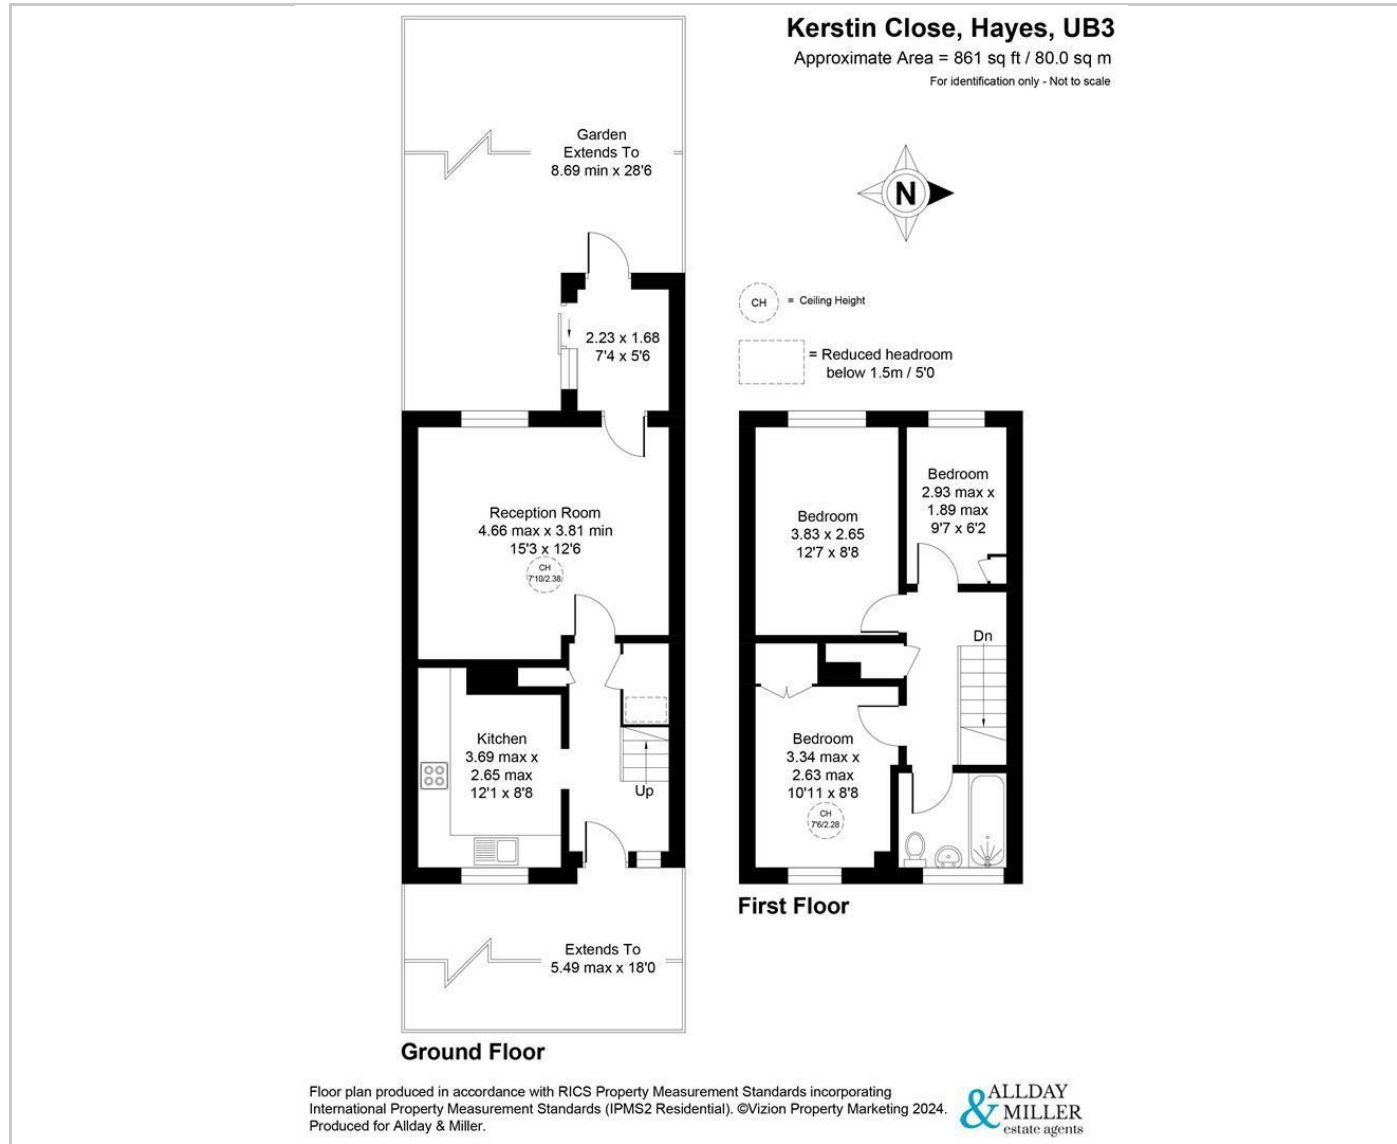 Kerstin Close, Hayes, UB3
Approximate Area = 861 sq ft / 80.0 sq m
For identification only - Not to scale
Garden
Extends To
8.69 min x 28'6
N
CH = Ceiling Height
= Reduced headroom
below 1.5m / 5'0
2.23 x 1.68
7'4 x 5'6
Reception Room
4.66 max x 3.81 min
15'3 x 12'6
CH
7'10/2.38
Kitchen
3.69 max x
2.65 max
12'1 x 8'8
Up
Extends To
5.49 max x 18'0
Ground Floor
Bedroom
3.83 x 2.65
12'7 x 8'8
Bedroom
2.93 max x
1.89 max
9'7 x 6'2
Dn
Bedroom
3.34 max x
2.63 max
10'11 x 8'8
CH
7'6/2.28
First Floor
Floor plan produced in accordance with RICS Property Measurement Standards incorporating
International Property Measurement Standards (IPMS2 Residential). ©Vizion Property Marketing 2024.
Produced for Allday & Miller.
ALLDAY
& MILLER
estate agents